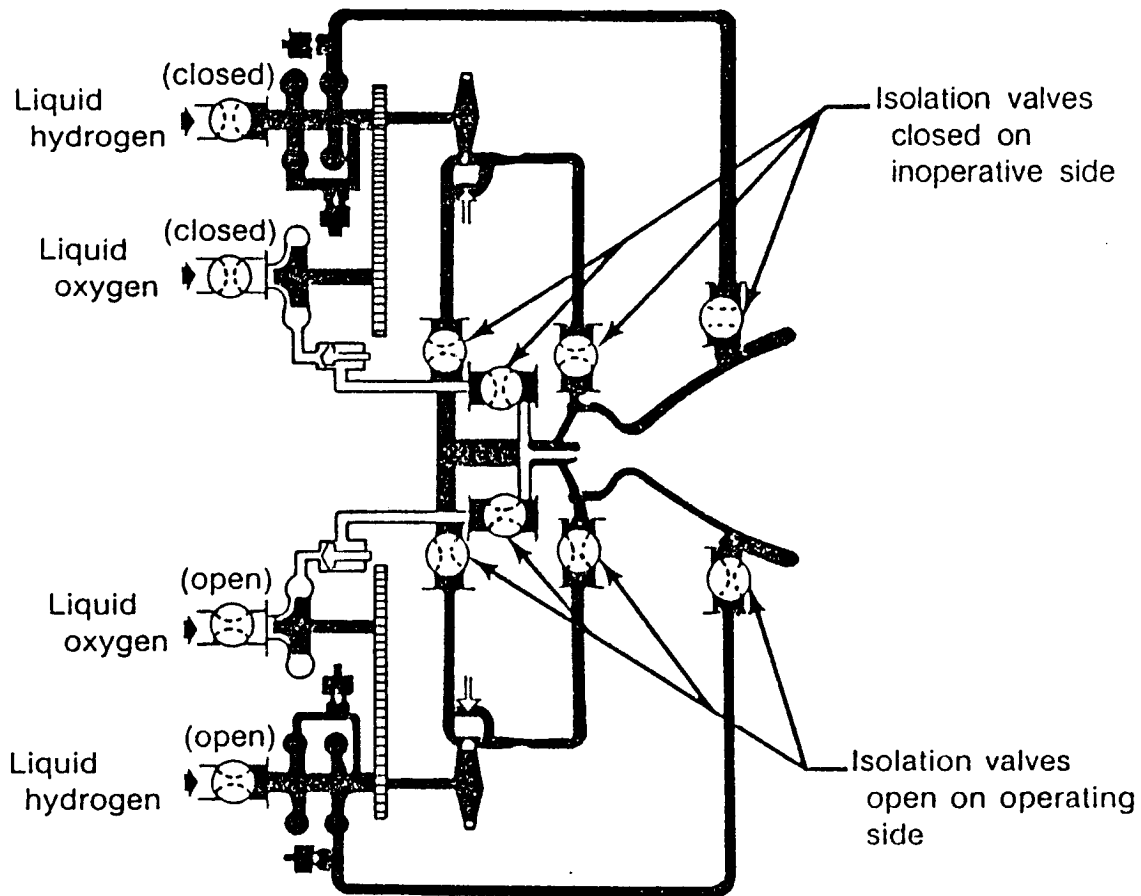 (closed)
Liquid
hydrogen
Isolation valves
closed on
inoperative side
(closed)
Liquid
oxygen
(open)
Liquid
oxygen
(open)
Liquid
hydrogen
Isolation valves
open on operating
side